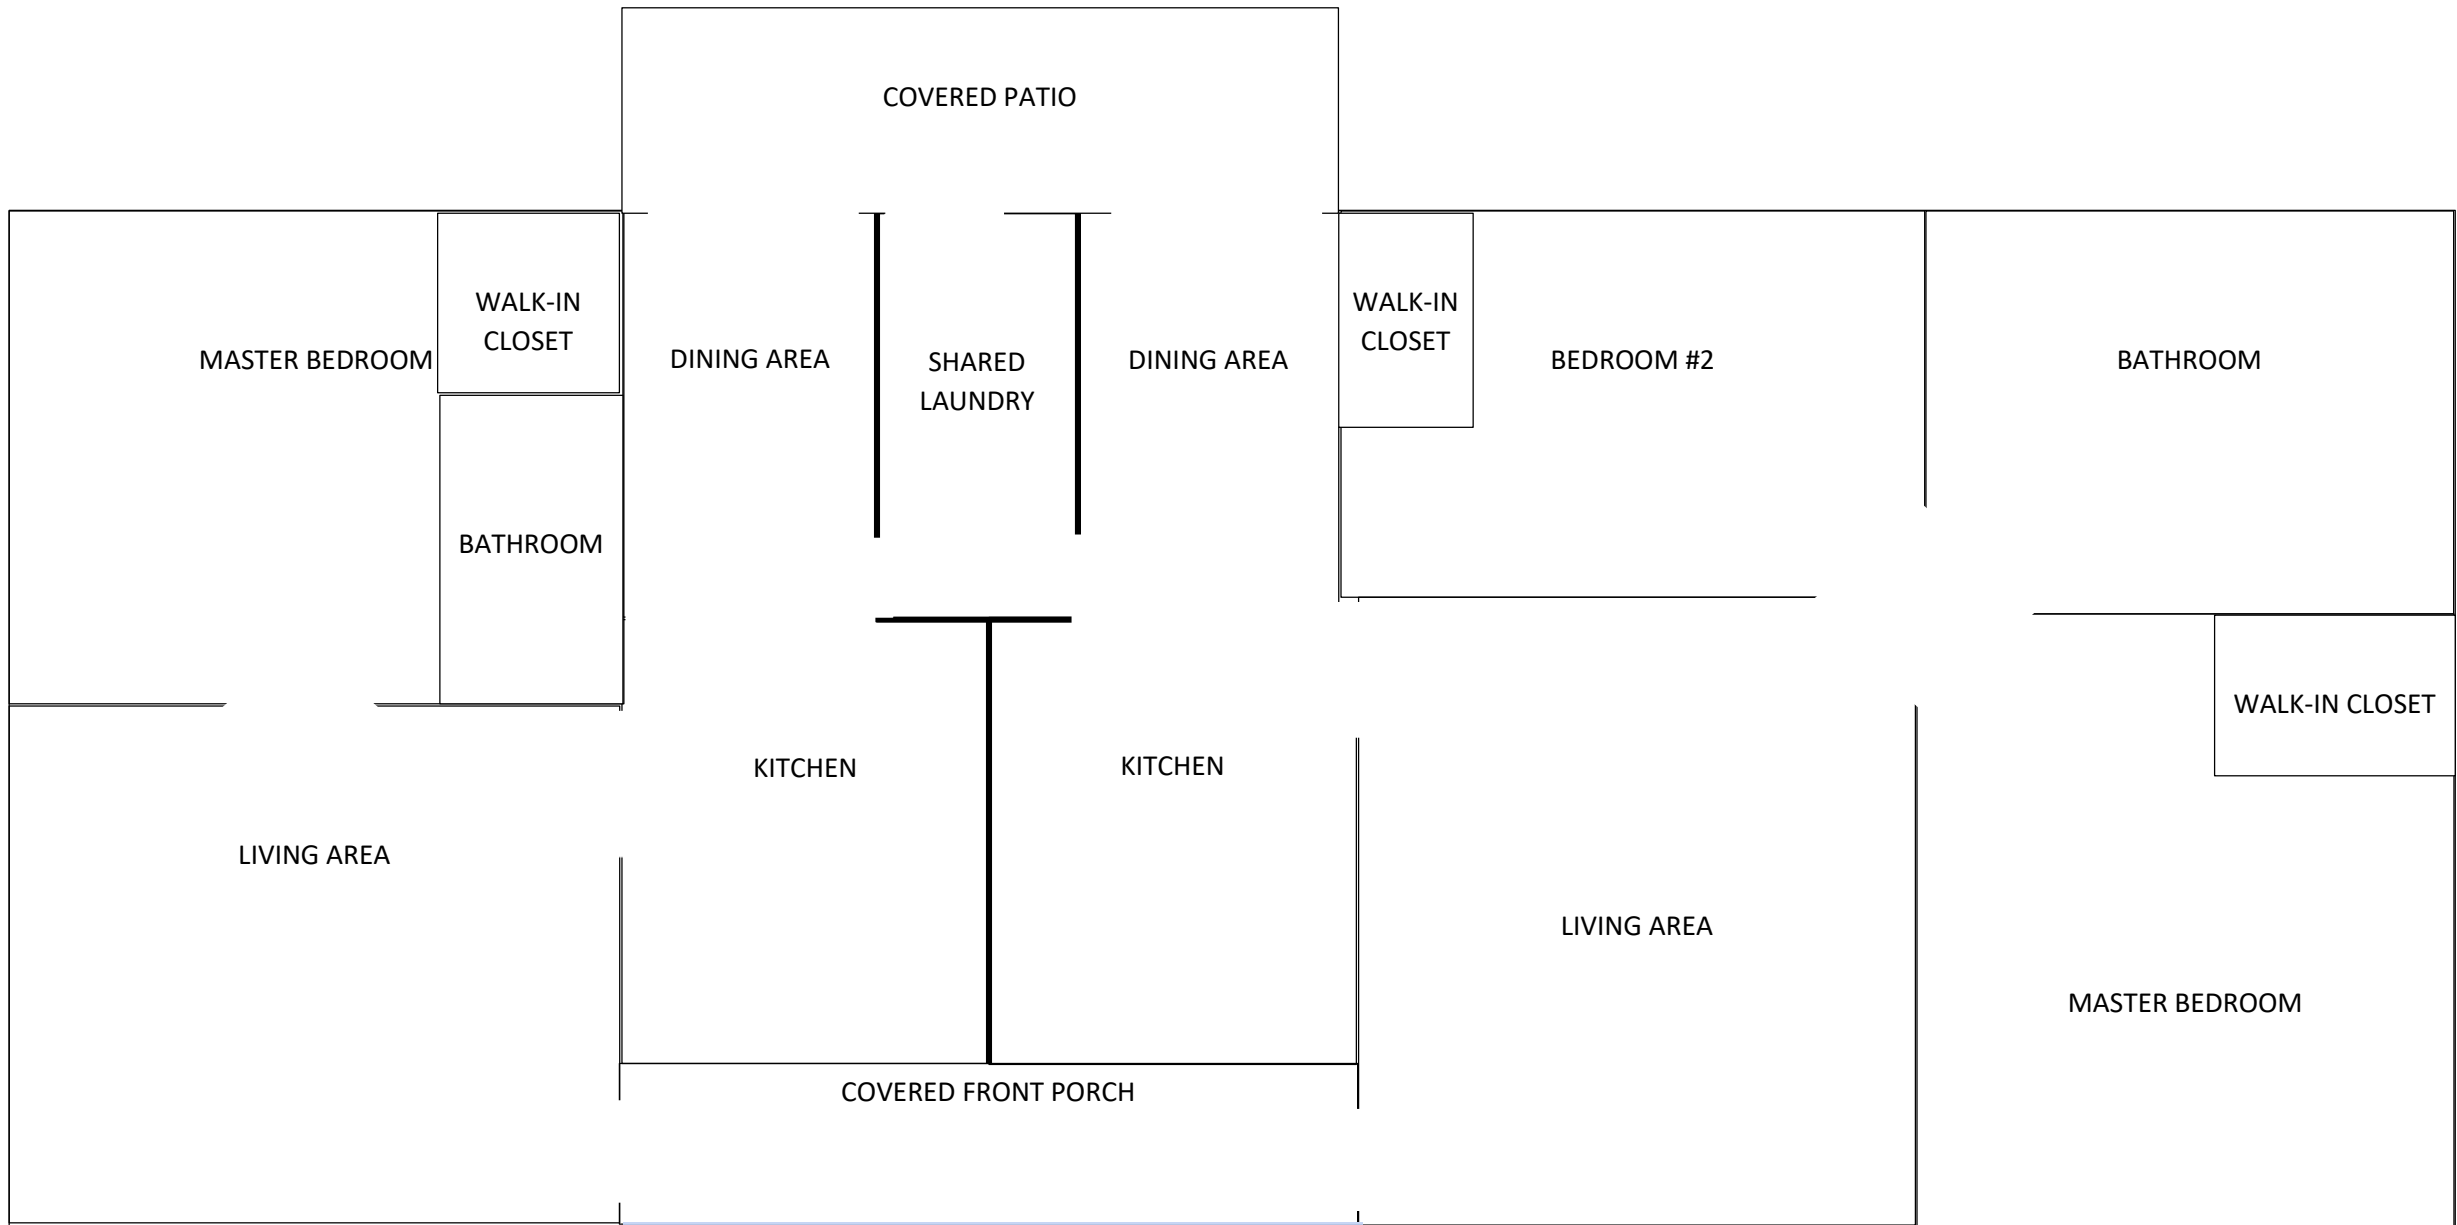 COVERED PATIO
WALK-IN
CLOSET
MASTER BEDROOM
DINING AREA
SHARED
LAUNDRY
DINING AREA
WALK-IN
CLOSET
BEDROOM #2
BATHROOM
BATHROOM
WALK-IN CLOSET
KITCHEN
KITCHEN
LIVING AREA
LIVING AREA
MASTER BEDROOM
COVERED FRONT PORCH